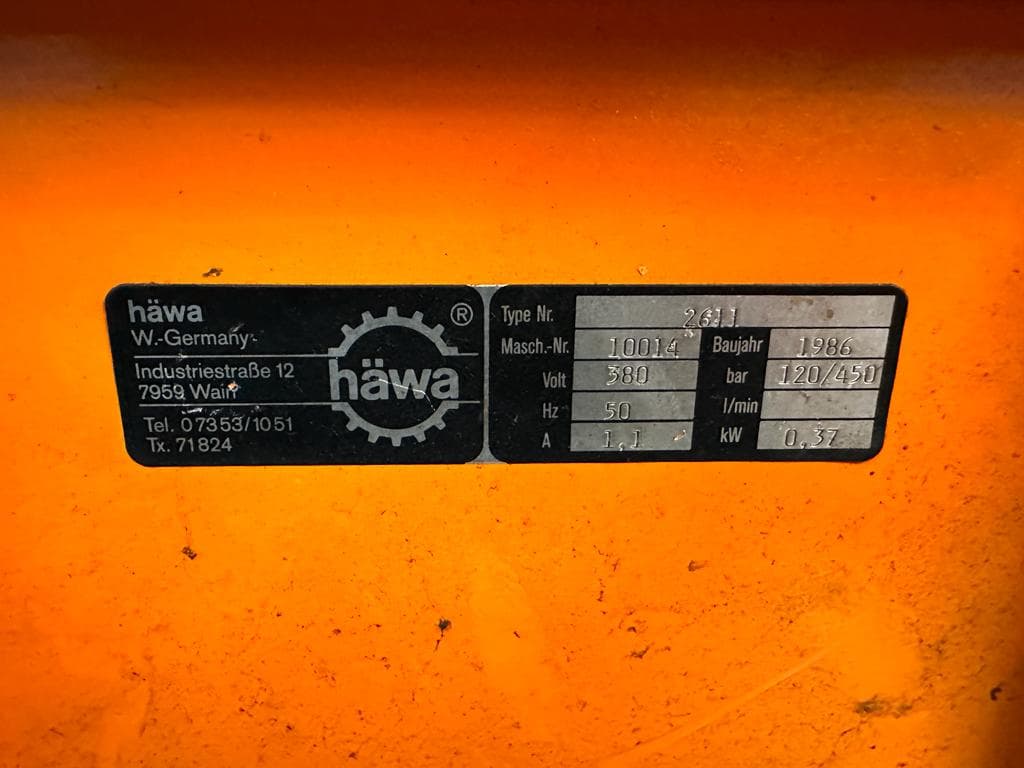 häwa
W.-Germany
Industriestraße 12
7959 Wain
Tel. 07353/1051
Tx. 71824
®
häwa
Type Nr. 2611
Masch.-Nr. 10014 Baujahr 1986
Volt 380 bar 120/450
Hz 50 l/min
A 1,1 kW 0,37